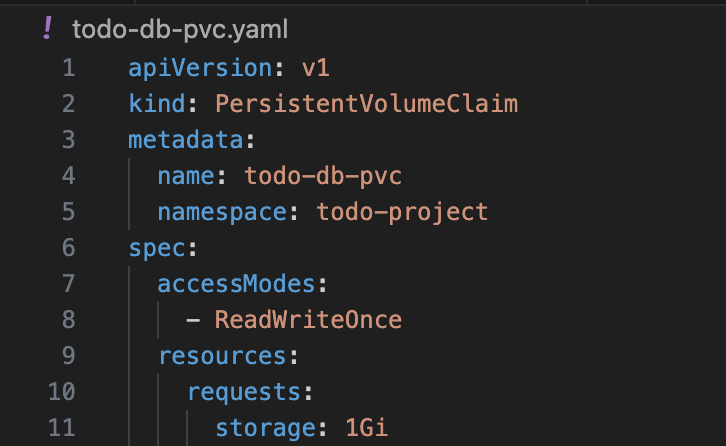 ! todo-db-pvc.yaml
1 apiVersion: v1
2 kind: PersistentVolumeClaim
3 metadata:
4   name: todo-db-pvc
5   namespace: todo-project
6 spec:
7   accessModes:
8     - ReadWriteOnce
9   resources:
10     requests:
11       storage: 1Gi